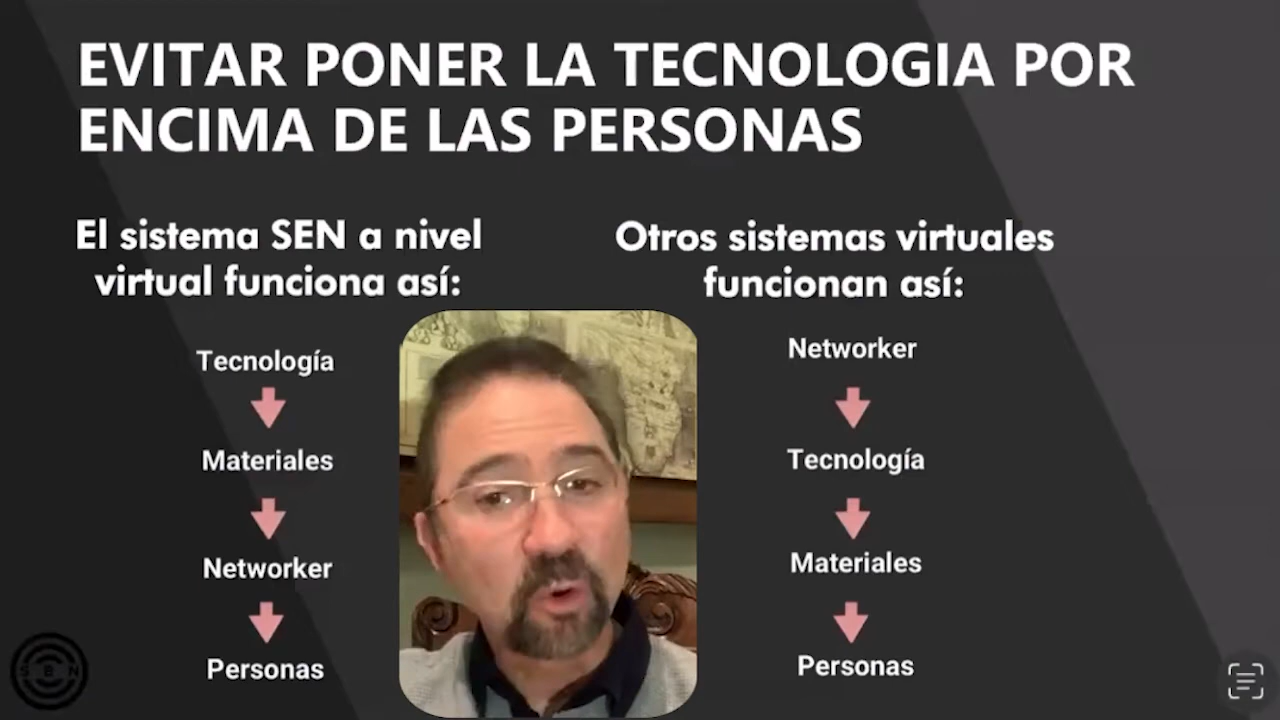 EVITAR PONER LA TECNOLOGIA POR
ENCIMA DE LAS PERSONAS
El sistema SEN a nivel
virtual funciona así:
Tecnología
Materiales
Networker
Personas
Otros sistemas virtuales
funcionan así:
Networker
Tecnología
Materiales
Personas